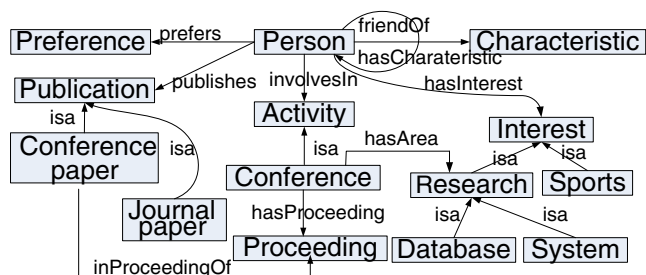 friendOf
Preference
prefers
Person
hasCharateristic
Characteristic
Publication
publishes
involvesIn
hasInterest
isa
Activity
Interest
Conference
paper
isa
isa
hasArea
isa
isa
Conference
Research
Sports
Journal
paper
hasProceeding
isa
isa
Proceeding
Database
System
inProceedingOf